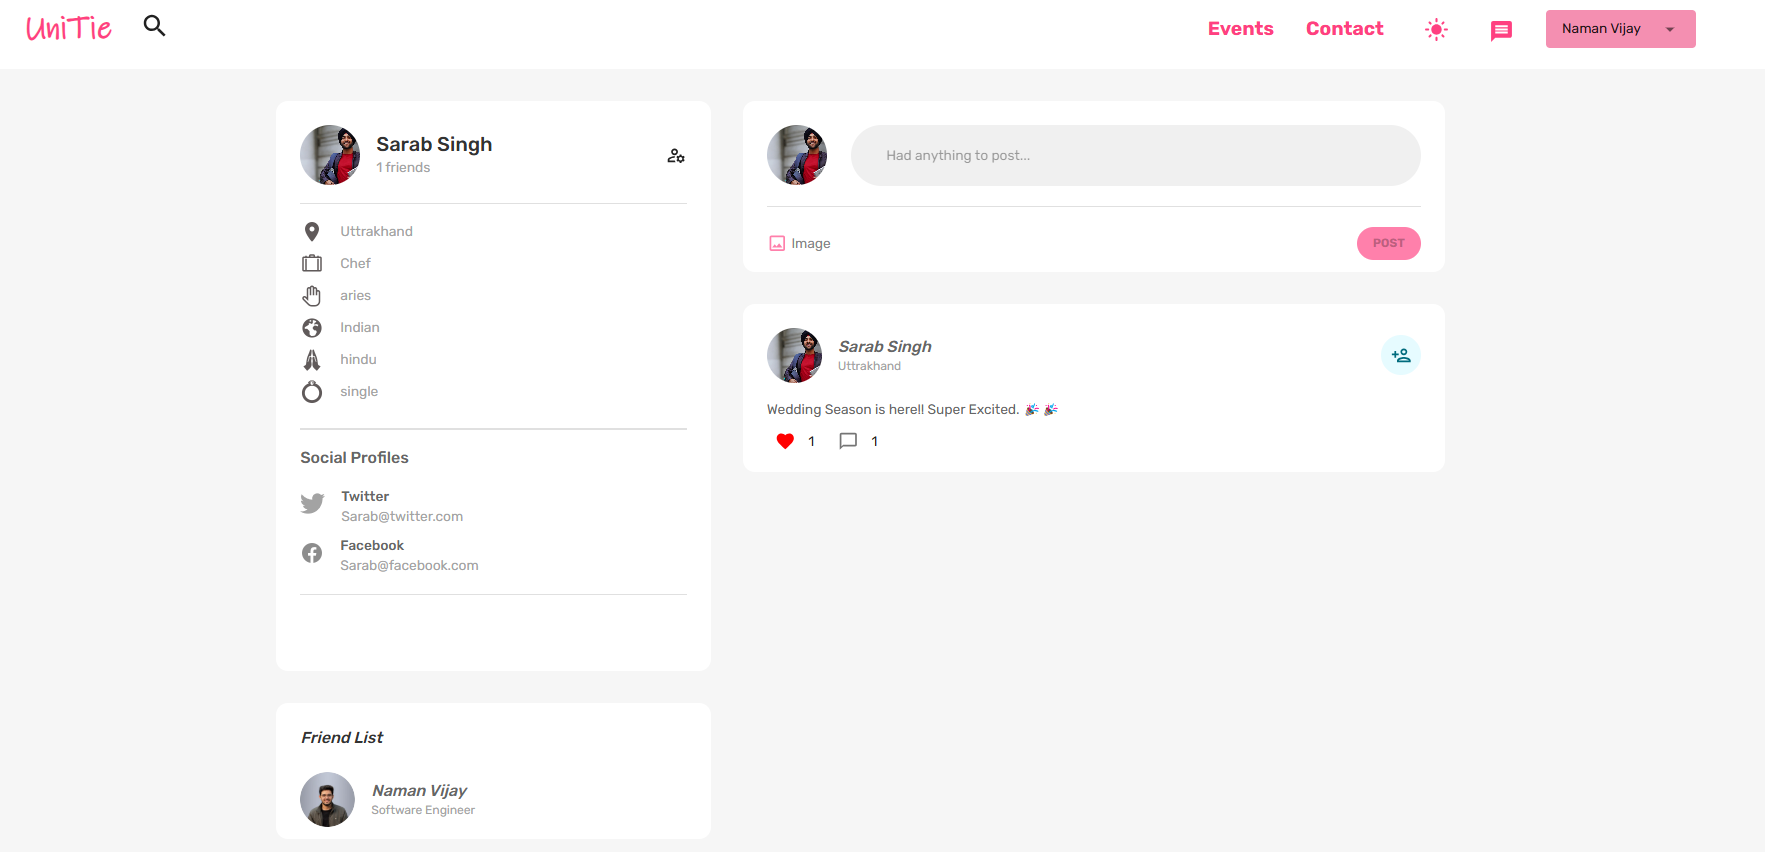 UniTie
Events
Contact
Naman Vijay
Sarab Singh
1 friends
Uttrakhand
Chef
aries
Indian
hindu
single
Social Profiles
Twitter
Sarab@twitter.com
Facebook
Sarab@facebook.com
Friend List
Naman Vijay
Software Engineer
Had anything to post...
Image
POST
Sarab Singh
Uttrakhand
Wedding Season is here!! Super Excited. 🎉 🎉
1
1